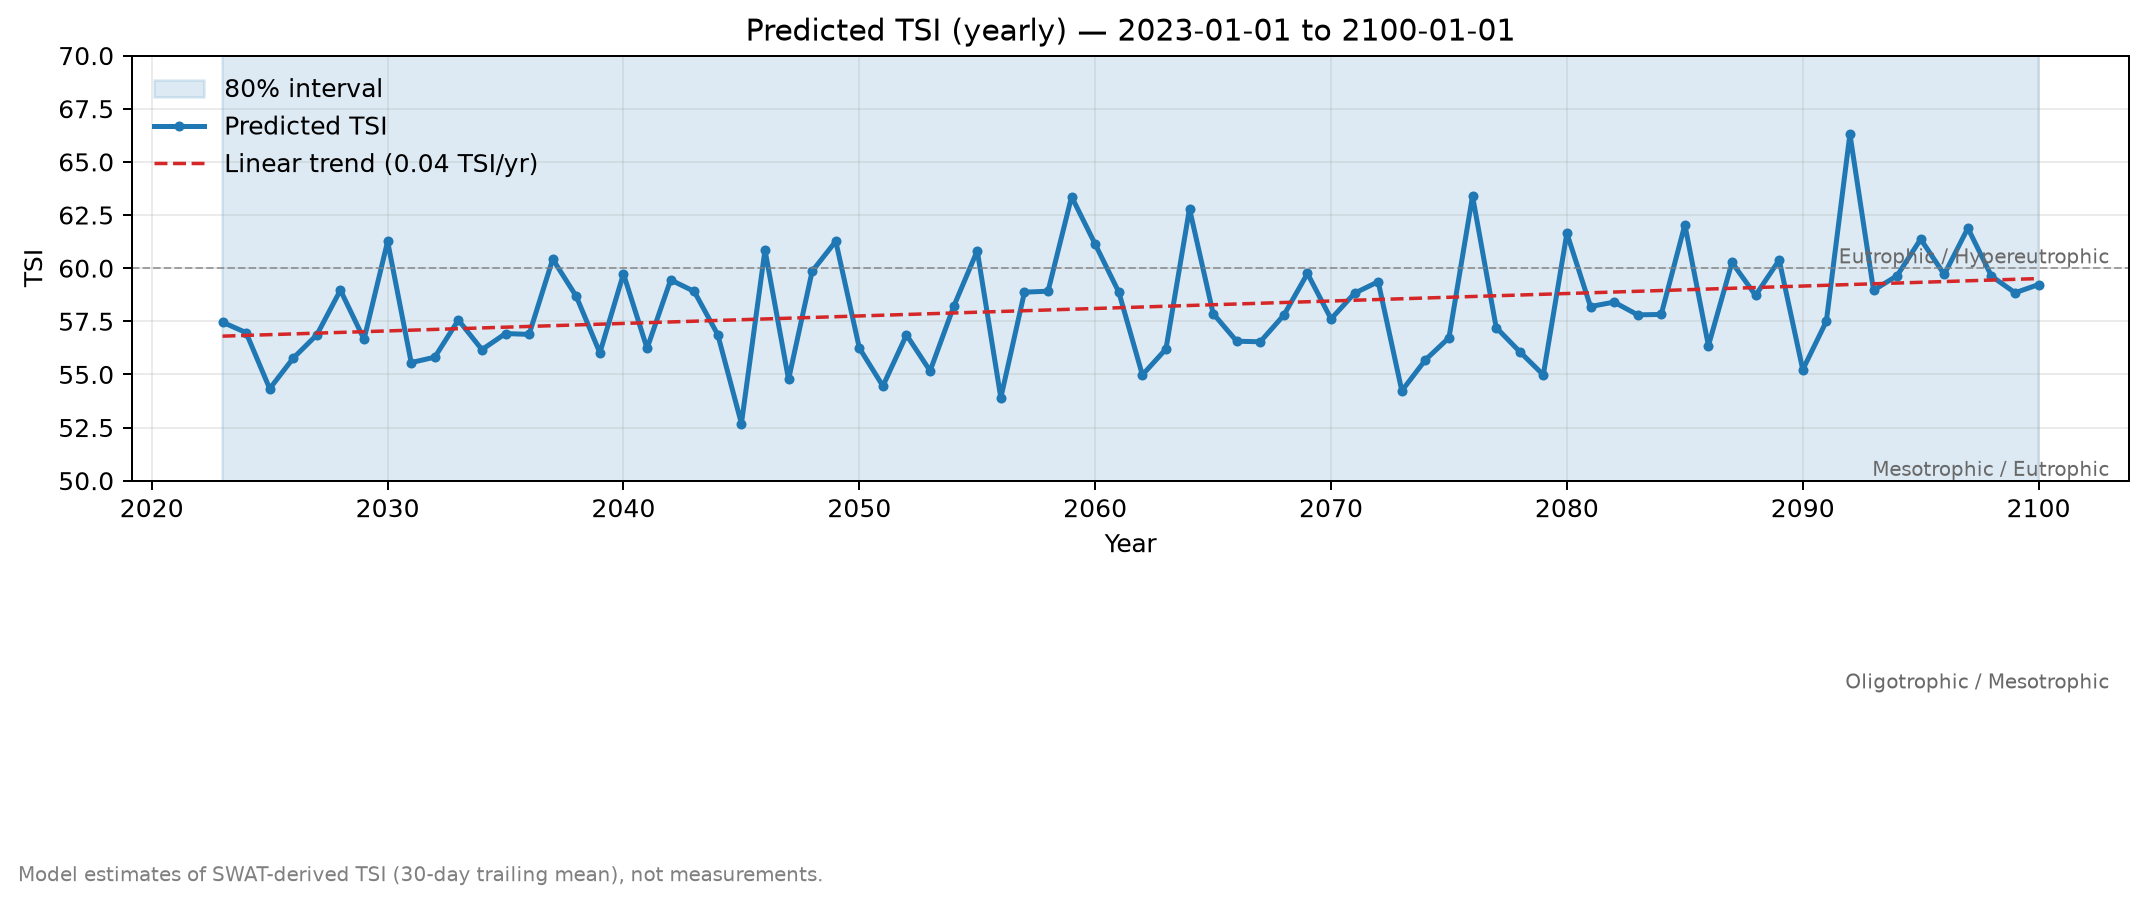 Predicted TSI (yearly) — 2023-01-01 to 2100-01-01
70.0
67.5
65.0
62.5
60.0
57.5
55.0
52.5
50.0
TSI
80% interval
Predicted TSI
Linear trend (0.04 TSI/yr)
Eutrophic / Hypereutrophic
Mesotrophic / Eutrophic
2020 2030 2040 2050 2060 2070 2080 2090 2100
Year
Oligotrophic / Mesotrophic
Model estimates of SWAT-derived TSI (30-day trailing mean), not measurements.